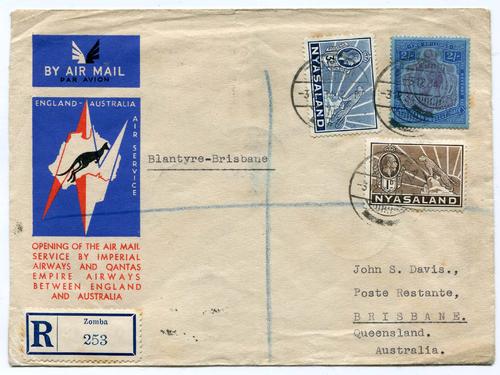 BY AIR MAIL
PAR AVION
ENGLAND - AUSTRALIA
AIR SERVICE
OPENING OF THE AIR MAIL
SERVICE BY IMPERIAL
AIRWAYS AND QANTAS
EMPIRE AIRWAYS
BETWEEN ENGLAND
AND AUSTRALIA
R
Zomba
253
Blantyre-Brisbane
NYASALAND
NYASALAND
1D
John S. Davis.,
Poste Restante,
BRISBANE.
Queensland.
Australia.